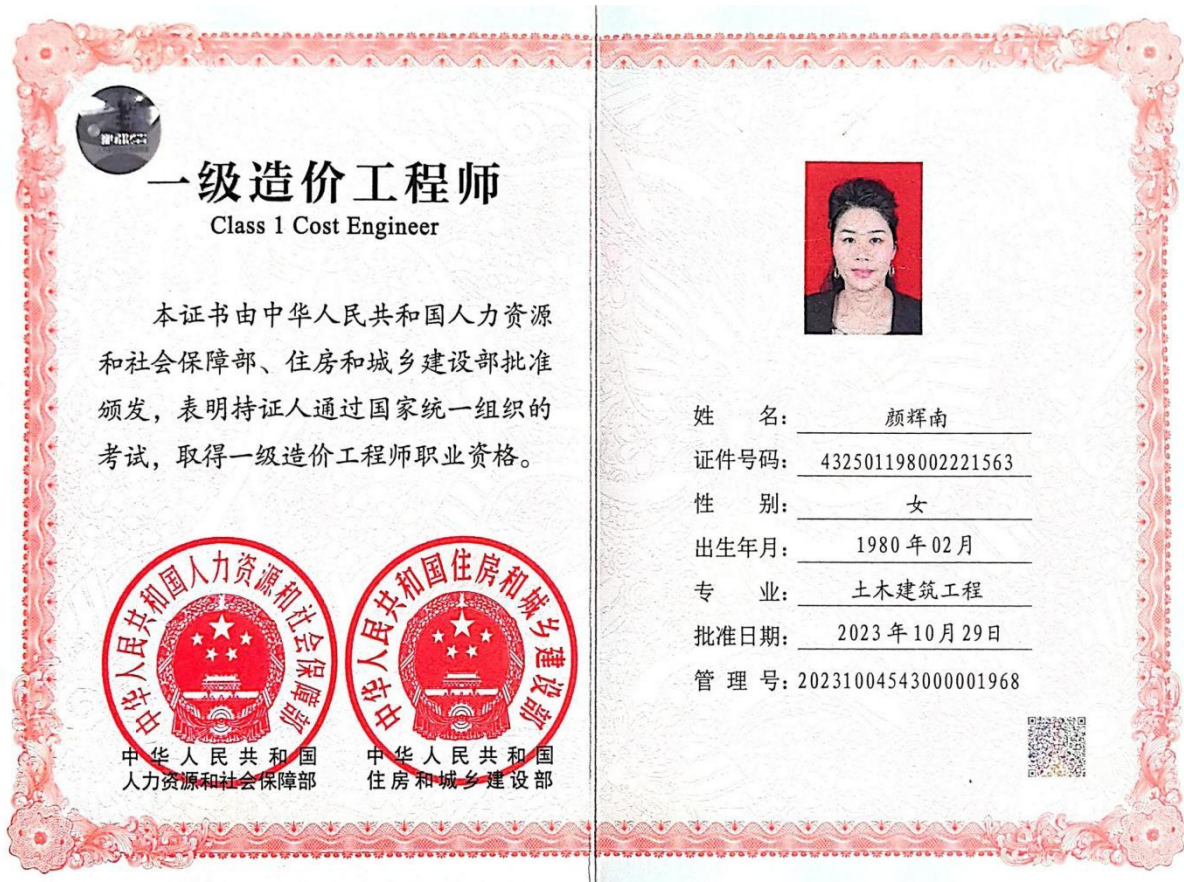 一级造价工程师
Class 1 Cost Engineer
本证书由中华人民共和国人力资源
和社会保障部、住房和城乡建设部批准
颁发，表明持证人通过国家统一组织的
考试，取得一级造价工程师职业资格。
中华人民共和国人力资源和社会保障部
中华人民共和国住房和城乡建设部
中华人民共和国
人力资源和社会保障部
中华人民共和国
住房和城乡建设部
姓名：颜辉南
证件号码：432501198002221563
性别：女
出生年月：1980年02月
专业：土木建筑工程
批准日期：2023年10月29日
管理号：20231004543000001968